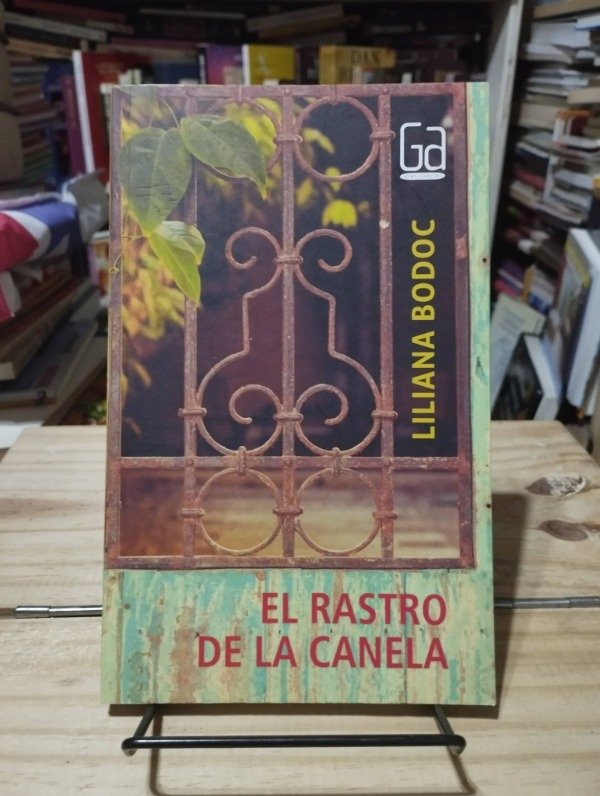 Ga
LILIANA BODOC
EL RASTRO
DE LA CANELA